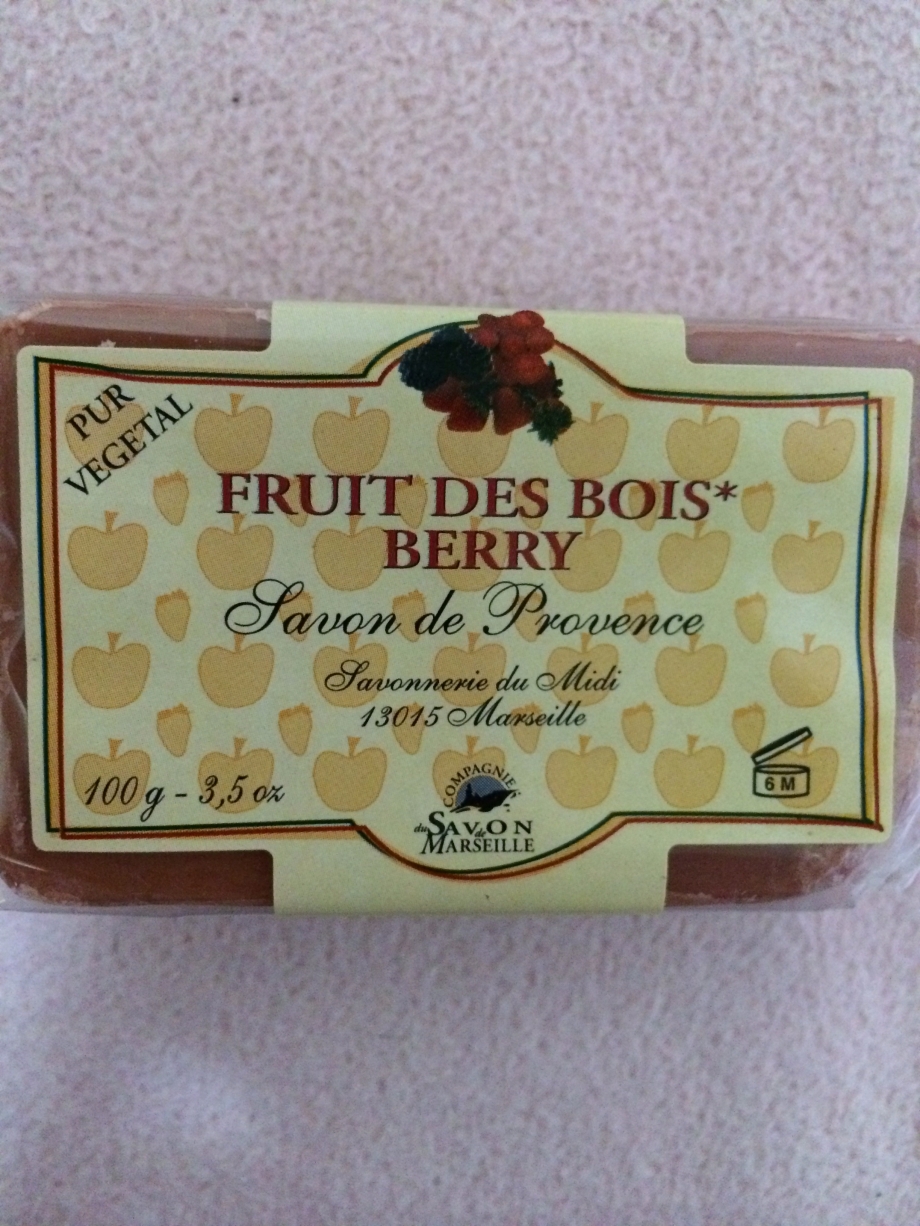 PUR
VEGETAL
FRUIT DES BOIS*
BERRY
Savon de Provence
Savonnerie du Midi
13015 Marseille
100 g - 3,5 oz
6 M
COMPAGNIE
du SAVON de
MARSEILLE